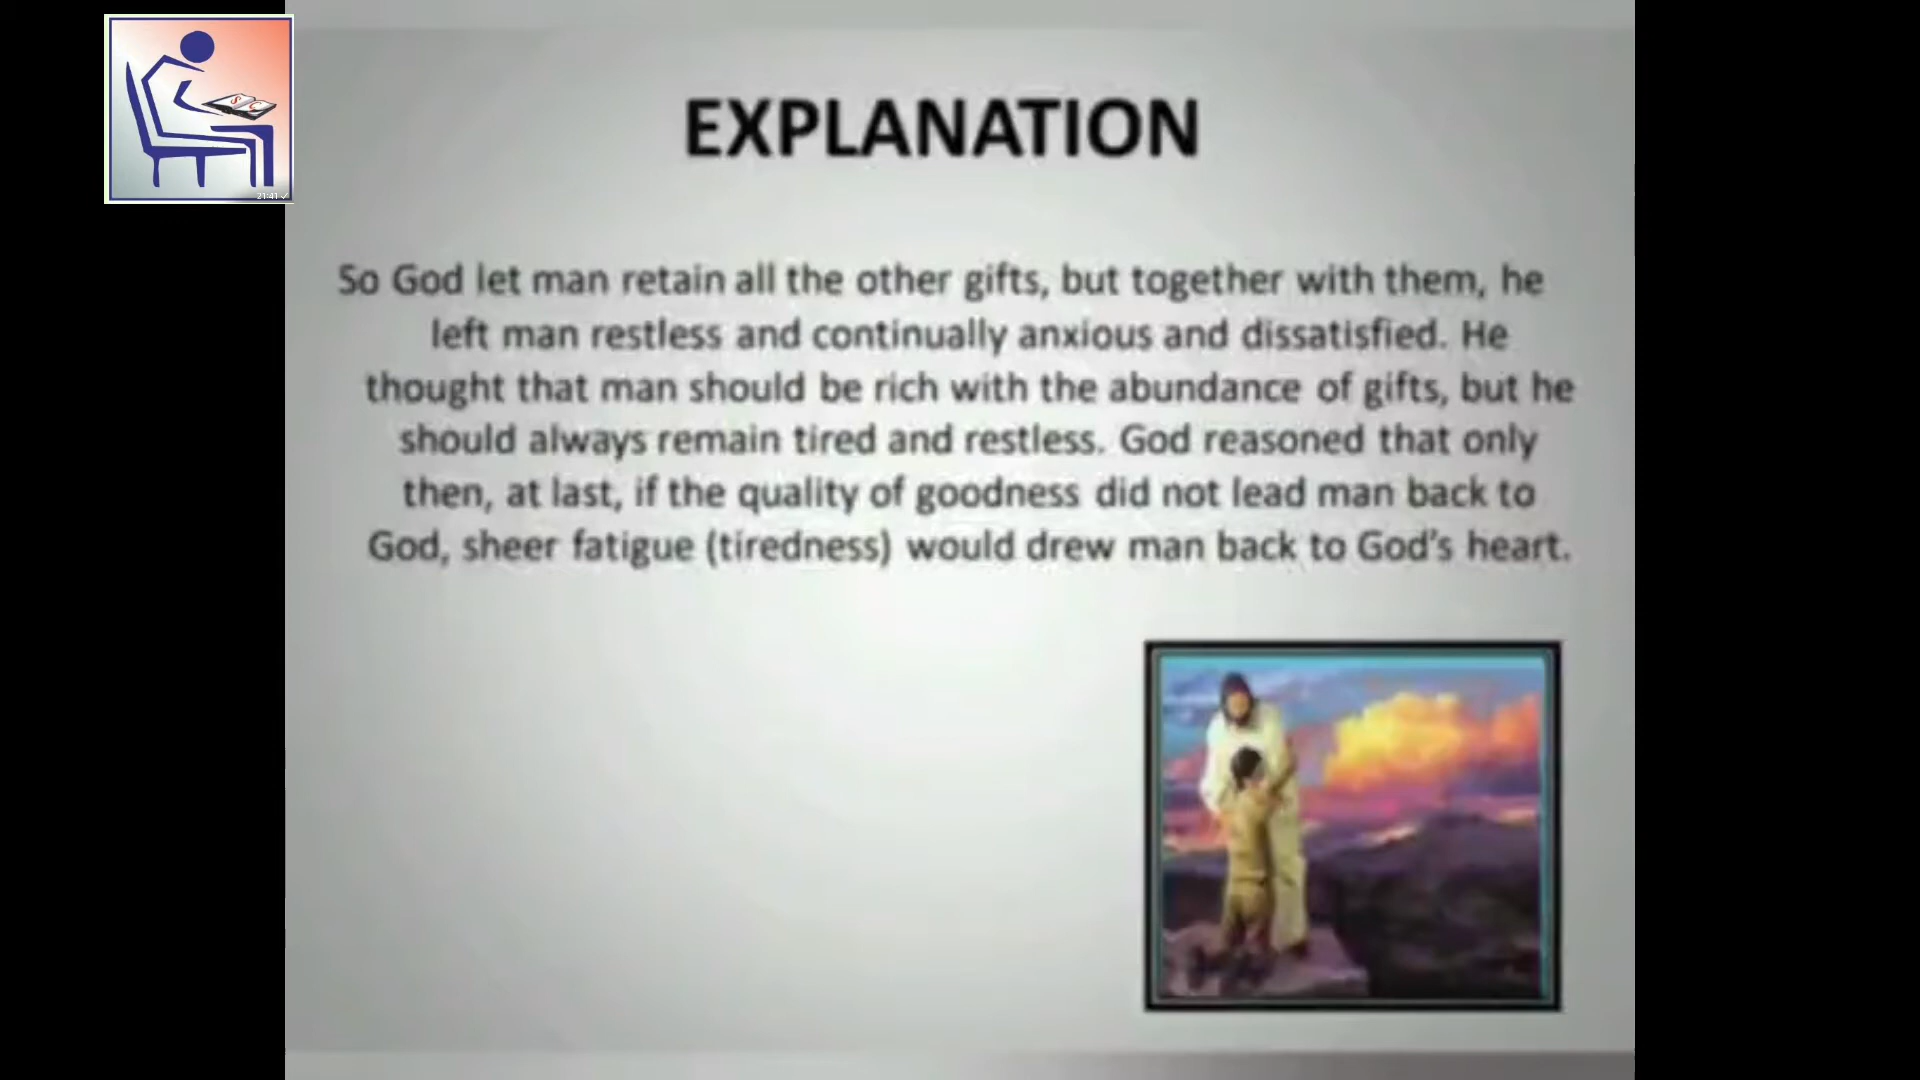 EXPLANATION
So God let man retain all the other gifts, but together with them, he
left man restless and continually anxious and dissatisfied. He
thought that man should be rich with the abundance of gifts, but he
should always remain tired and restless. God reasoned that only
then, at last, if the quality of goodness did not lead man back to
God, sheer fatigue (tiredness) would drew man back to God's heart.
S C
21:41 ✓